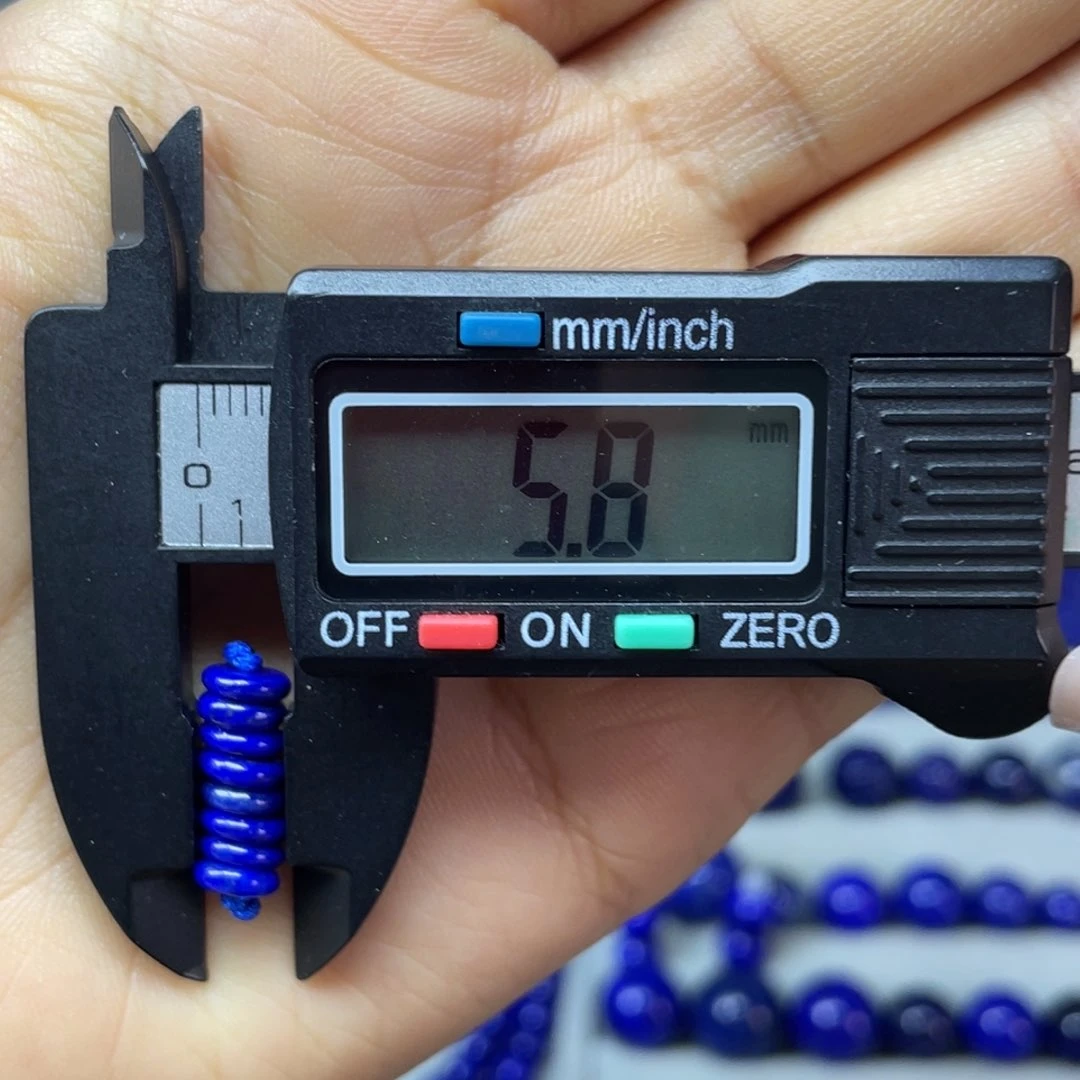 mm/inch
mm
5.8
0
1
OFF ON ZERO